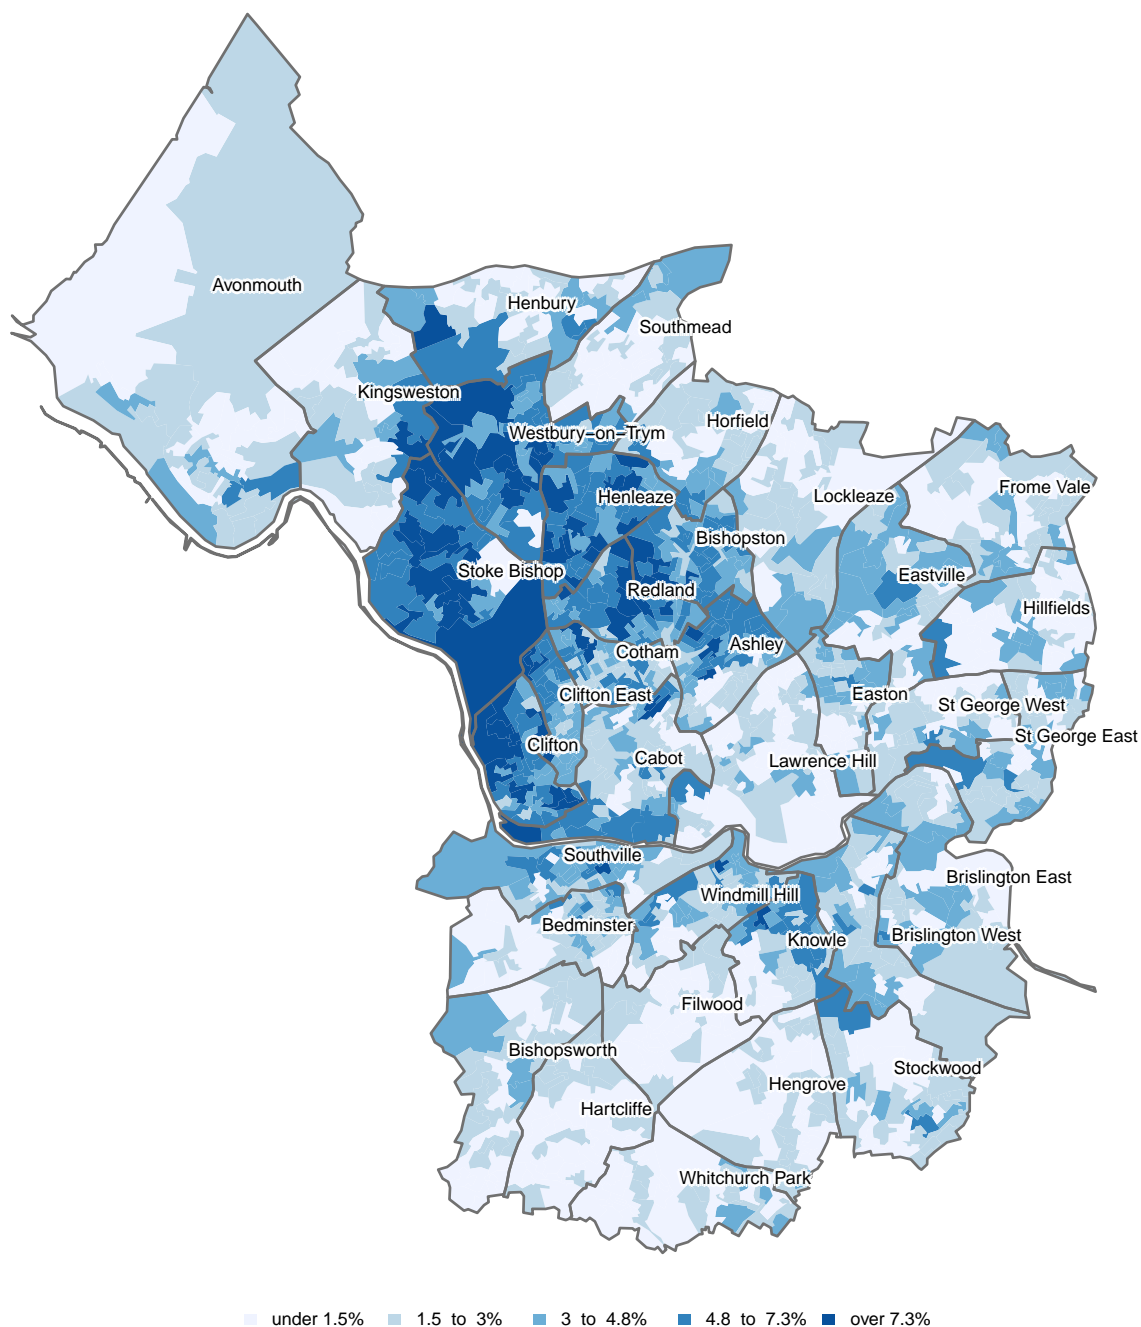 Avonmouth
Henbury
Southmead
Kingsweston
Horfield
Westbury–on–Trym
Frome Vale
Henleaze
Lockleaze
Bishopston
Stoke Bishop
Eastville
Redland
Hillfields
Ashley
Cotham
Clifton East
Easton
St George West
St George East
Clifton
Cabot
Lawrence Hill
Southville
Brislington East
Windmill Hill
Bedminster
Brislington West
Knowle
Filwood
Bishopsworth
Stockwood
Hengrove
Hartcliffe
Whitchurch Park
under 1.5% 1.5 to 3% 3 to 4.8% 4.8 to 7.3% over 7.3%